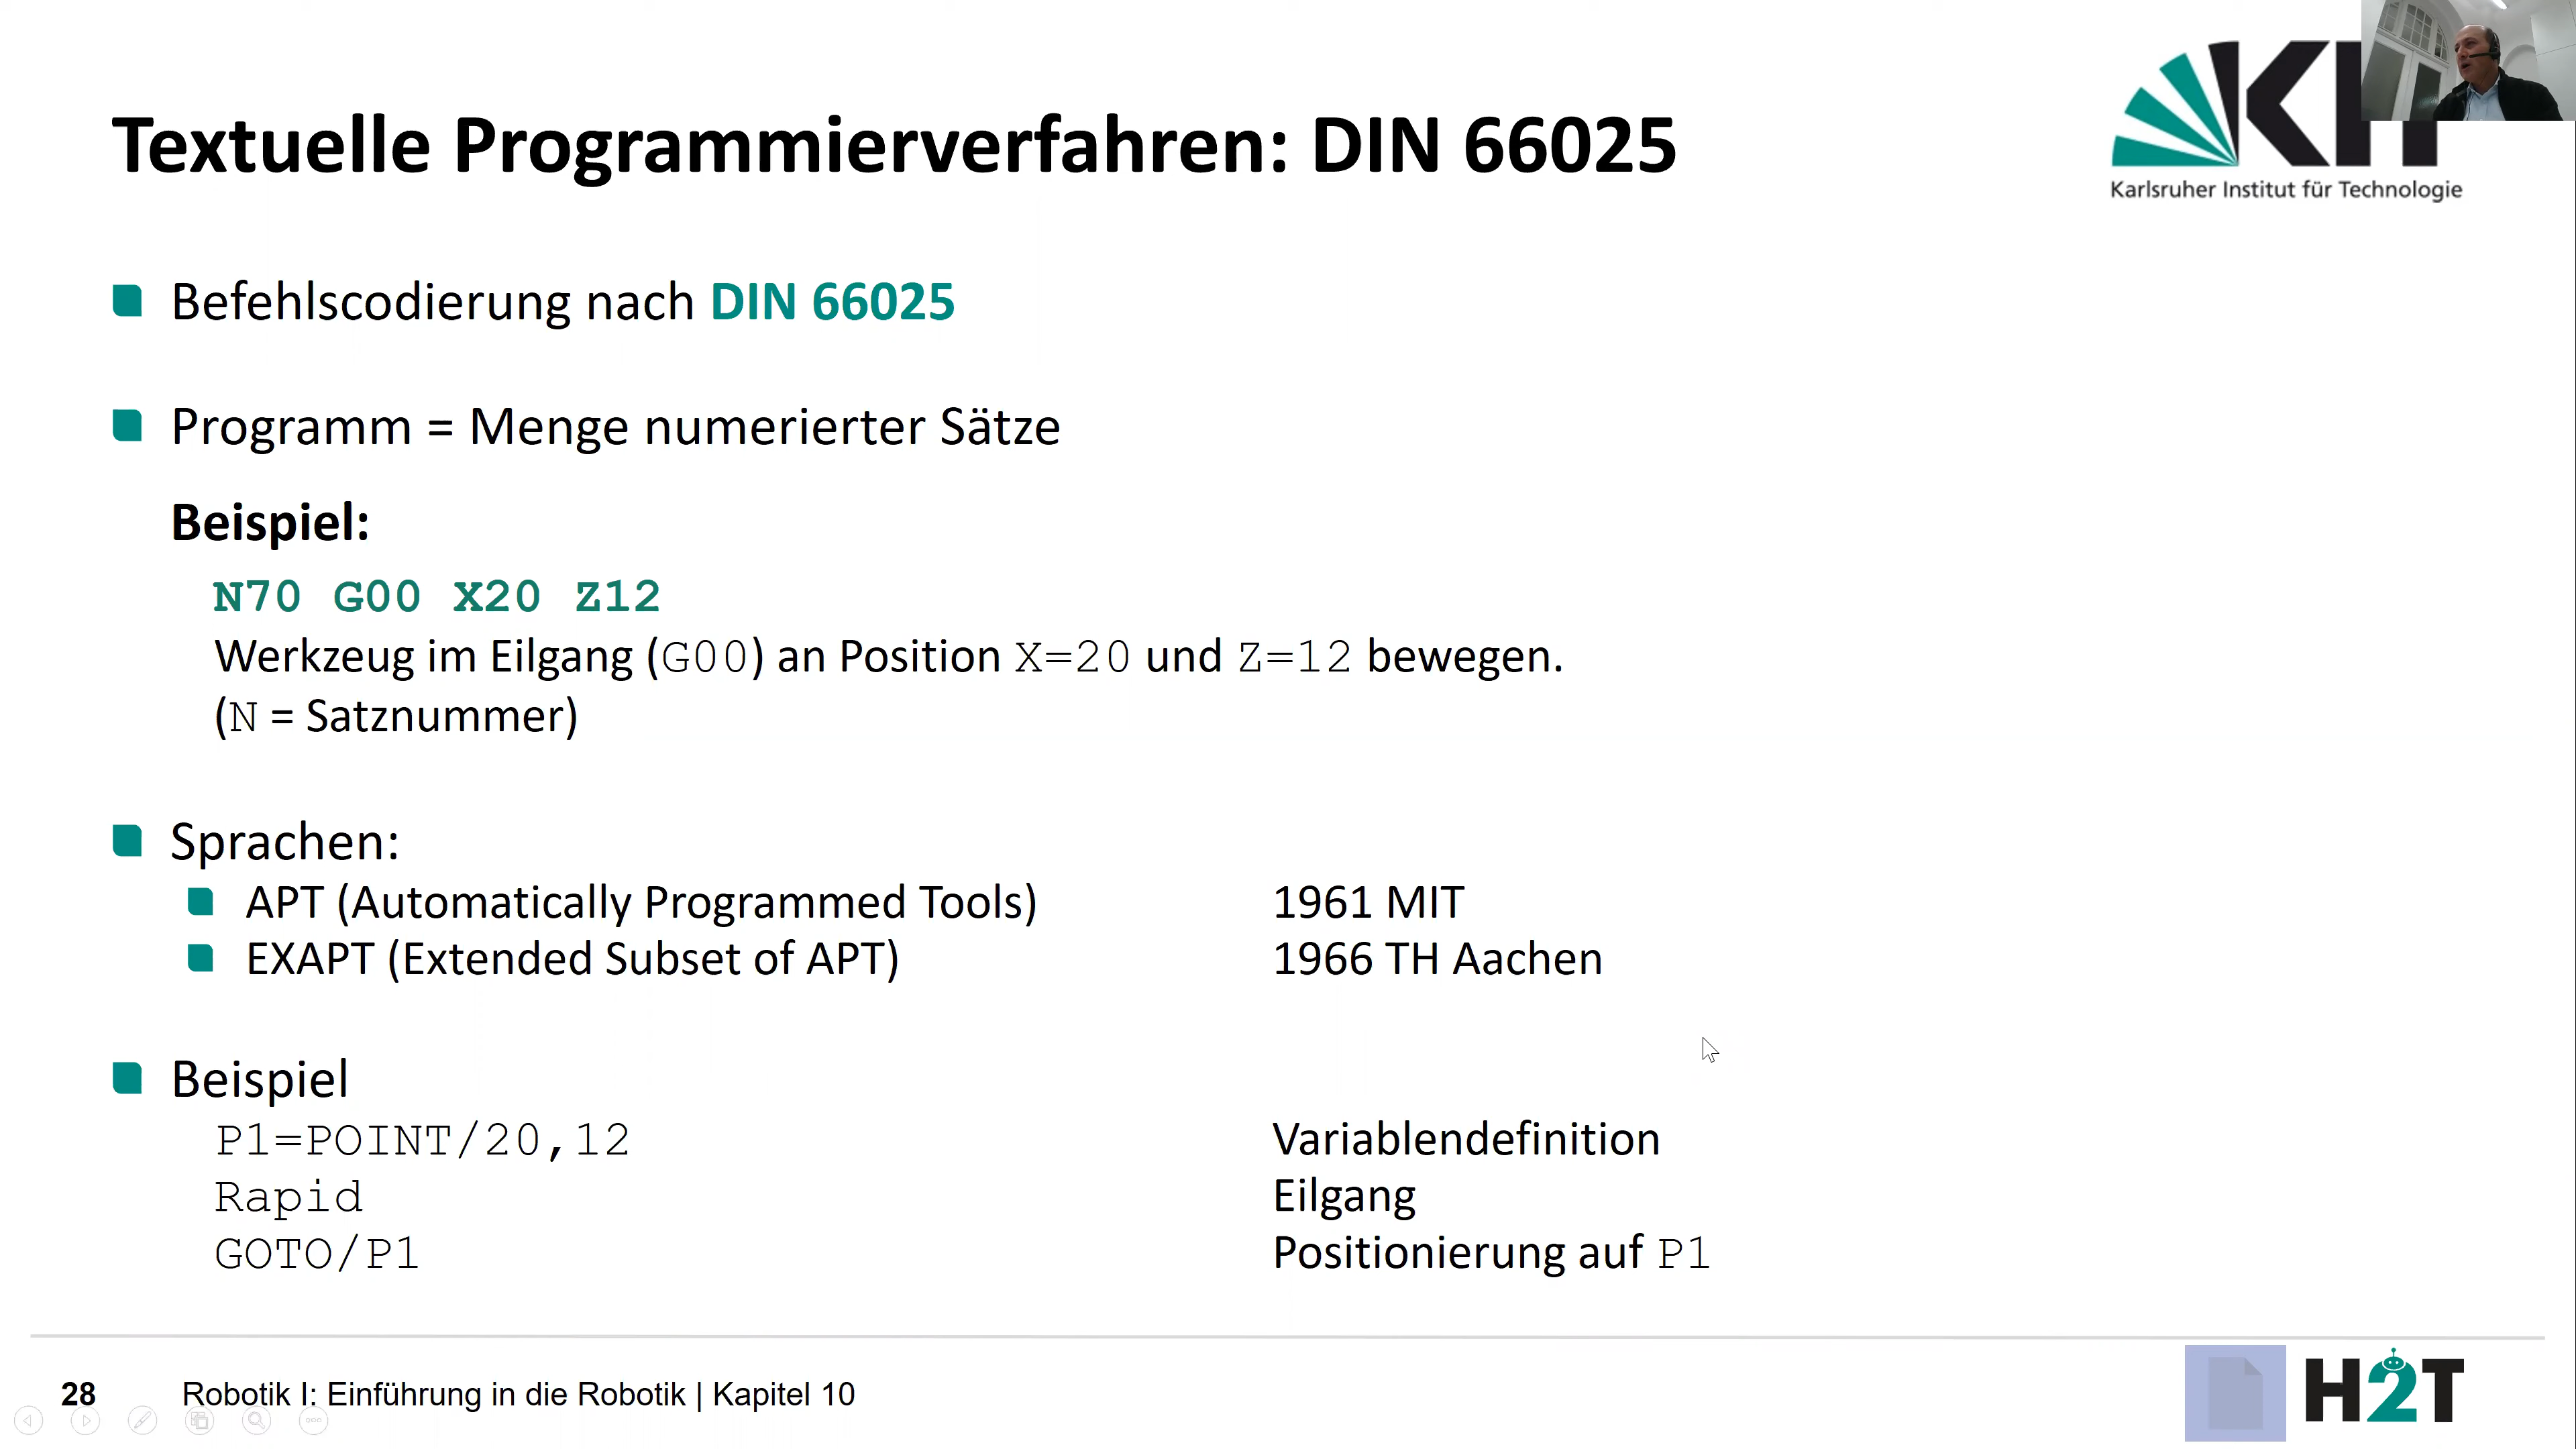 Textuelle Programmierverfahren: DIN 66025
Karlsruher Institut für Technologie
Befehlscodierung nach DIN 66025
Programm = Menge numerierter Sätze
Beispiel:
N70 G00 X20 Z12
Werkzeug im Eilgang (G00) an Position X=20 und Z=12 bewegen.
(N = Satznummer)
Sprachen:
APT (Automatically Programmed Tools) 1961 MIT
EXAPT (Extended Subset of APT) 1966 TH Aachen
Beispiel
P1=POINT/20,12 Variablendefinition
Rapid Eilgang
GOTO/P1 Positionierung auf P1
28 Robotik I: Einführung in die Robotik | Kapitel 10
H2T